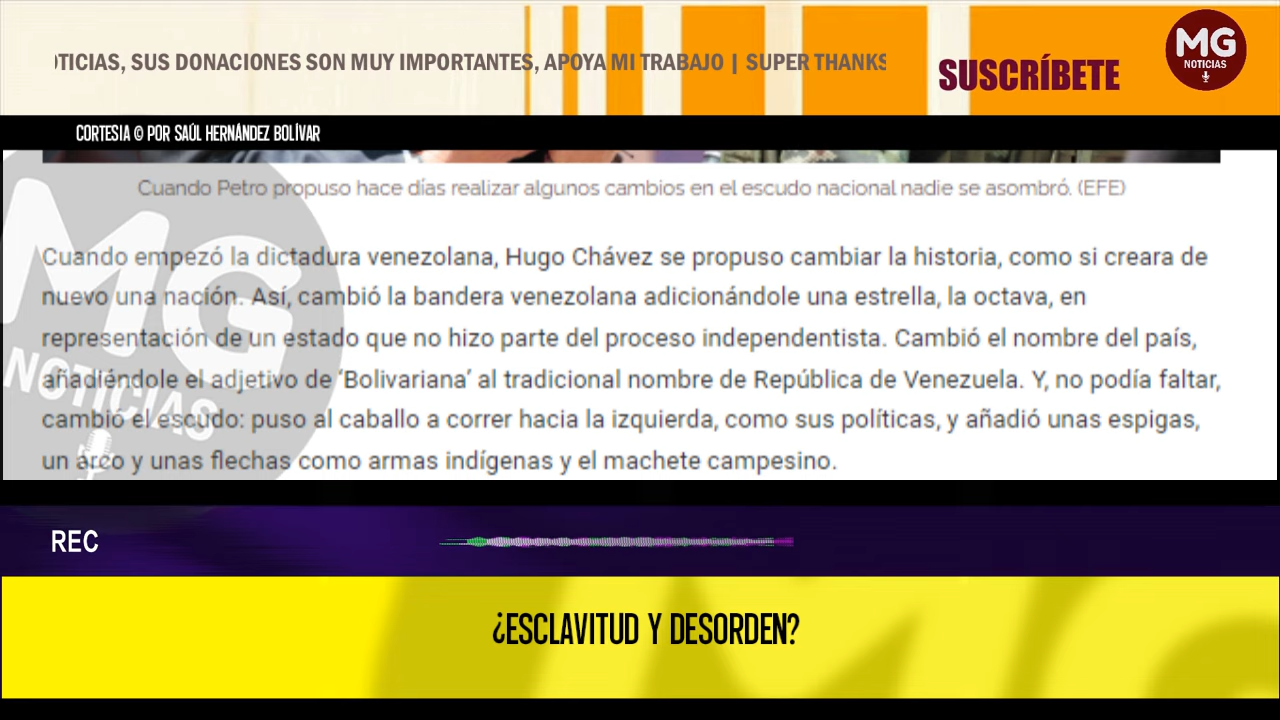 OTICIAS, SUS DONACIONES SON MUY IMPORTANTES, APOYA MI TRABAJO | SUPER THANKS
SUSCRÍBETE
MG
NOTICIAS
CORTESIA © POR SAÚL HERNÁNDEZ BOLÍVAR
Cuando Petro propuso hace días realizar algunos cambios en el escudo nacional nadie se asombró. (EFE)
Cuando empezó la dictadura venezolana, Hugo Chávez se propuso cambiar la historia, como si creara de
nuevo una nación. Así, cambió la bandera venezolana adicionándole una estrella, la octava, en
representación de un estado que no hizo parte del proceso independentista. Cambió el nombre del país,
añadiéndole el adjetivo de ‘Bolivariana’ al tradicional nombre de República de Venezuela. Y, no podía faltar,
cambió el escudo: puso al caballo a correr hacia la izquierda, como sus políticas, y añadió unas espigas,
un arco y unas flechas como armas indígenas y el machete campesino.
MG
NOTICIAS
REC
¿ESCLAVITUD Y DESORDEN?